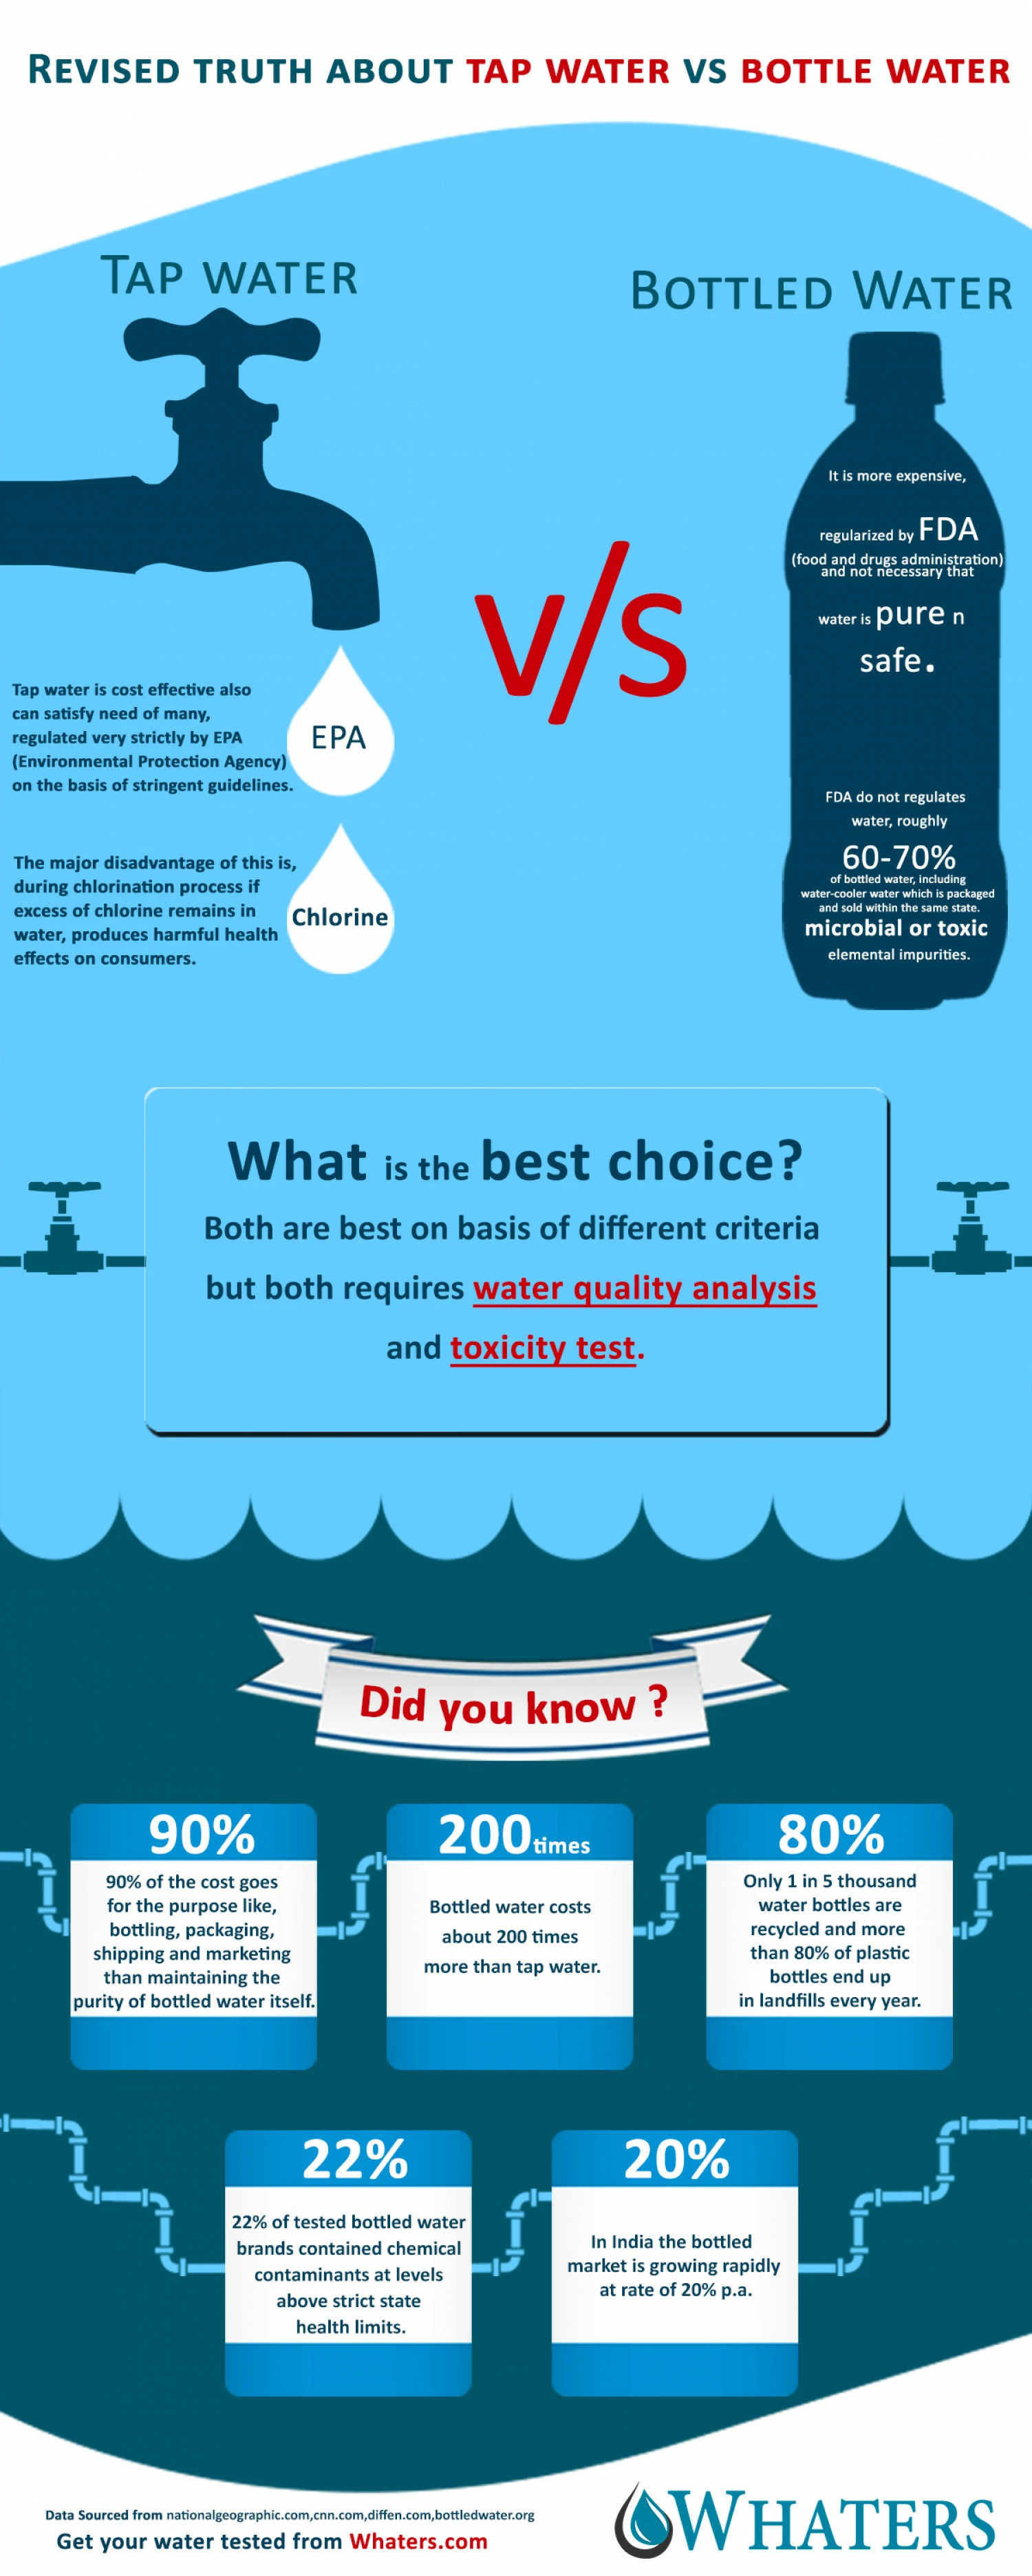 REVISED TRUTH ABOUT TAP WATER VS BOTTLE WATER
TAP WATER
BOTTLED WATER
It is more expensive,
regularized by FDA
(food and drugs administration)
and not necessary that
water is pure n
safe.
V/S
Tap water is cost effective also
can satisfy need of many,
regulated very strictly by EPA
(Environmental Protection Agency)
on the basis of stringent guidelines.
EPA
The major disadvantage of this is,
during chlorination process if
excess of chlorine remains in
water, produces harmful health
effects on consumers.
Chlorine
FDA do not regulates
water, roughly
60-70%
of bottled water, including
water-cooler water which is packaged
and sold within the same state.
microbial or toxic
elemental impurities.
What is the best choice?
Both are best on basis of different criteria
but both requires water quality analysis
and toxicity test.
Did you know ?
90%
90% of the cost goes
for the purpose like,
bottling, packaging,
shipping and marketing
than maintaining the
purity of bottled water itself.
200 times
Bottled water costs
about 200 times
more than tap water.
80%
Only 1 in 5 thousand
water bottles are
recycled and more
than 80% of plastic
bottles end up
in landfills every year.
22%
22% of tested bottled water
brands contained chemical
contaminants at levels
above strict state
health limits.
20%
In India the bottled
market is growing rapidly
at rate of 20% p.a.
Data Sourced from nationalgeographic.com,cnn.com,diffen.com,bottledwater.org
Get your water tested from Whaters.com
WHATERS